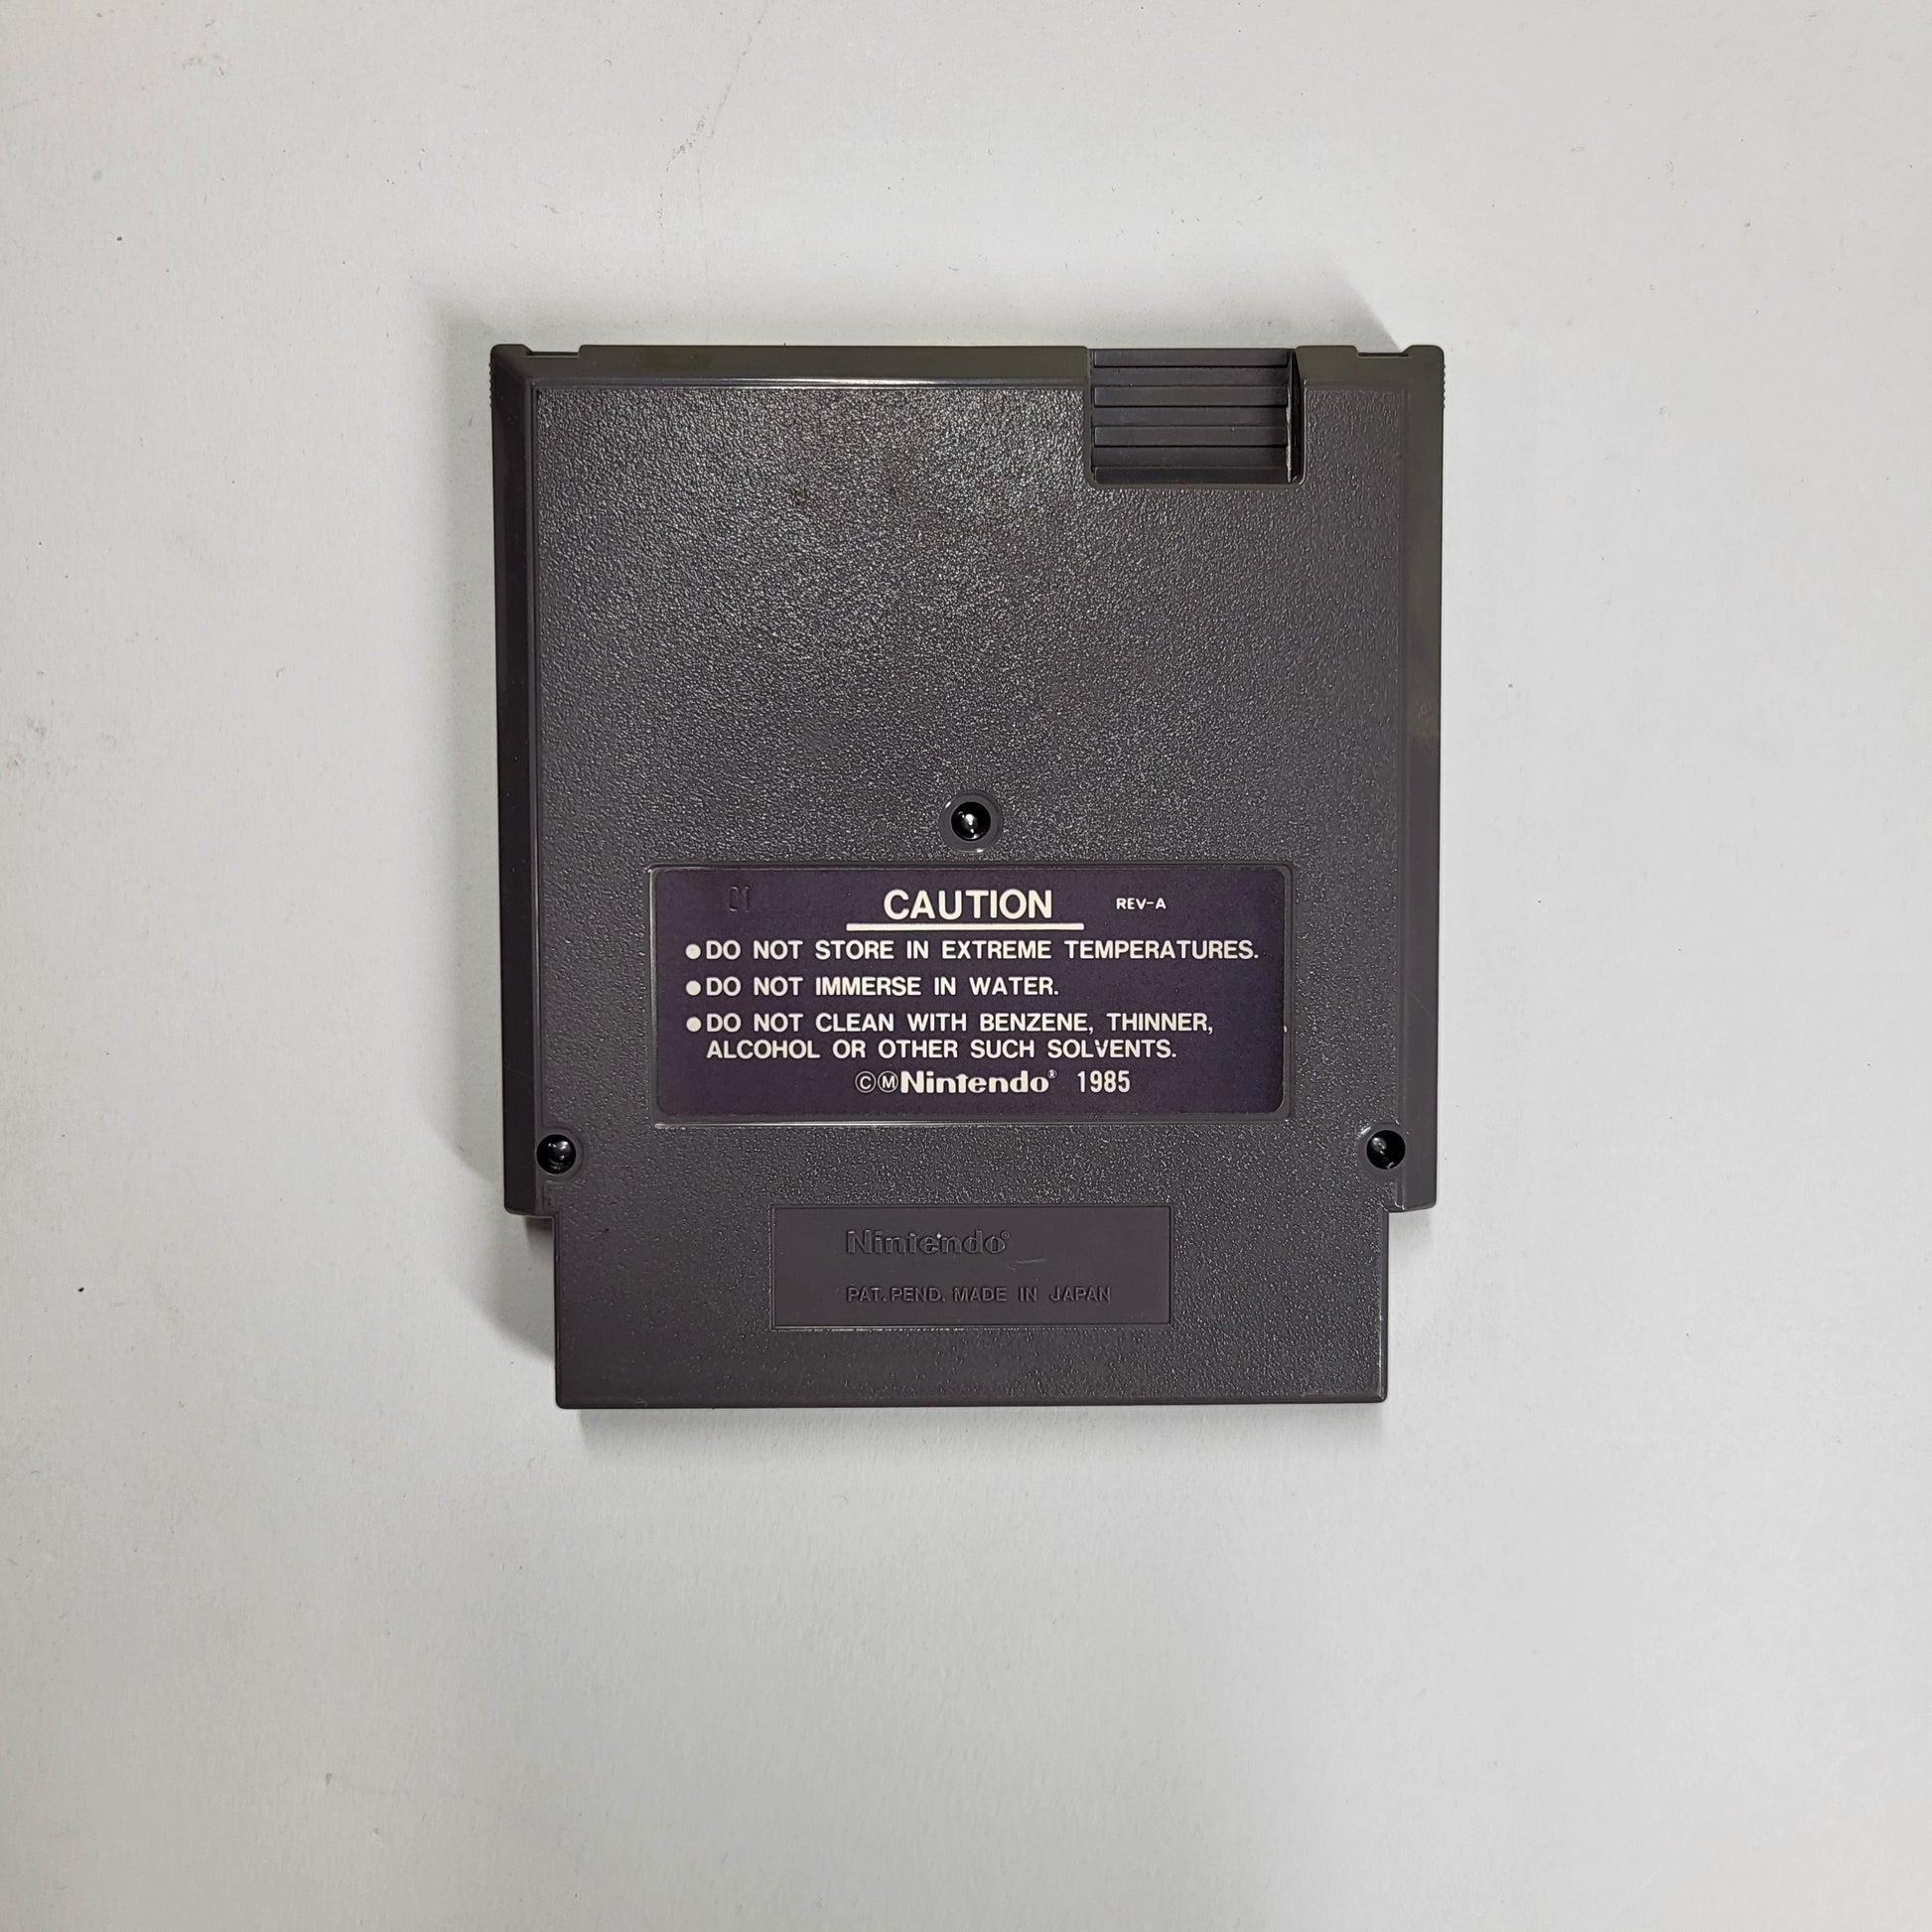 01
CAUTION REV-A
●DO NOT STORE IN EXTREME TEMPERATURES.
●DO NOT IMMERSE IN WATER.
●DO NOT CLEAN WITH BENZENE, THINNER,
ALCOHOL OR OTHER SUCH SOLVENTS.
©ⓂNintendo® 1985
Nintendo®
PAT. PEND. MADE IN JAPAN